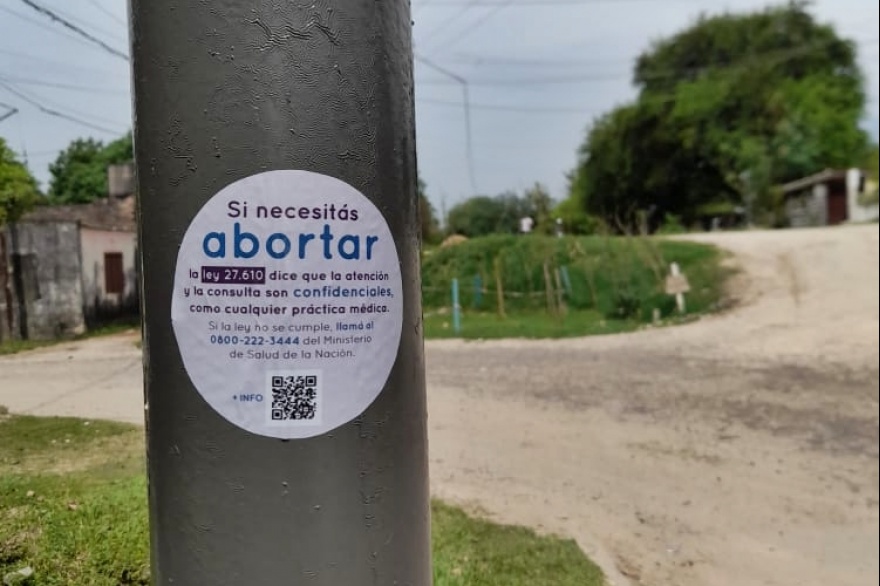 Si necesitás
abortar
la ley 27.610 dice que la atención
y la consulta son confidenciales,
como cualquier práctica médica.
Si la ley no se cumple, llamá al
0800-222-3444 del Ministerio
de Salud de la Nación.
+ INFO